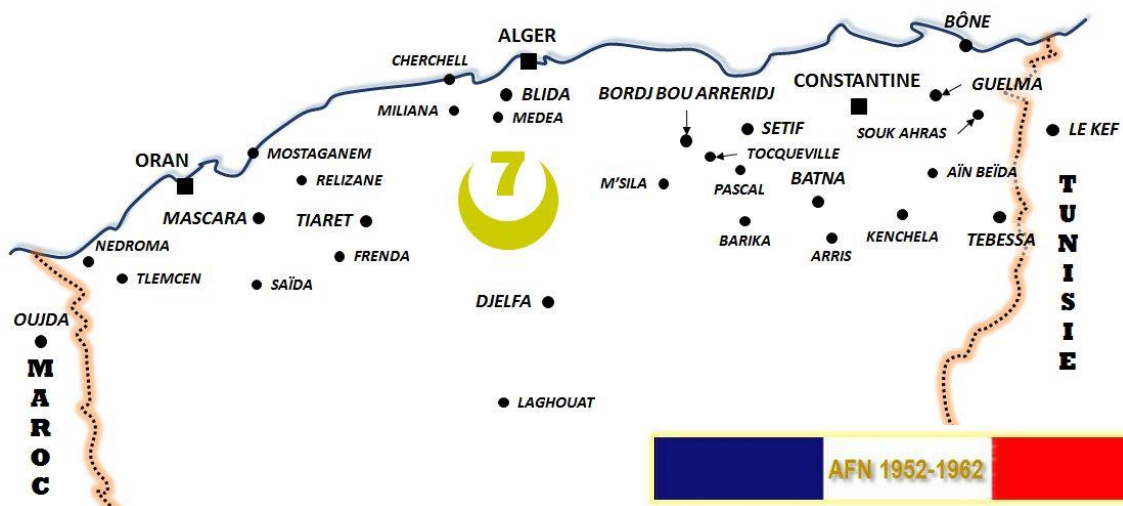 BÔNE
ALGER
CHERCHELL
CONSTANTINE
GUELMA
BLIDA
BORDJ BOU ARRERIDJ
MILIANA
MEDEA
SETIF
SOUK AHRAS
LE KEF
MOSTAGANEM
TOCQUEVILLE
ORAN
7
RELIZANE
M'SILA
PASCAL
BATNA
AÏN BEÏDA
MASCARA
TIARET
BARIKA
KENCHELA
TEBESSA
NEDROMA
ARRIS
FRENDA
TLEMCEN
SAÏDA
DJELFA
OUJDA
TUNISIE
MAROC
LAGHOUAT
AFN 1952-1962